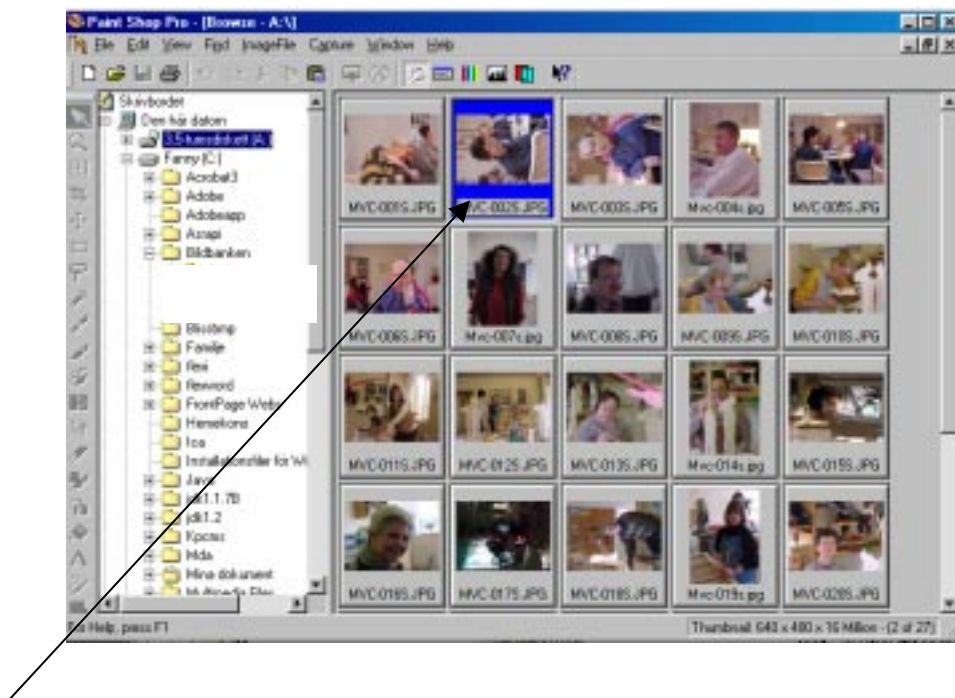 Paint Shop Pro - [Browse - A:\]
File Edit View Find ImageFile Capture Window Help
Skrivbordet
Den här datorn
3,5-tumsdiskett (A:)
Fanny (C:)
Acrobat3
Adobe
Adobeapp
Bildbanken
Familje
flexi
flexword
FrontPage Webs
Installationsfiler för Wi
Java
jdk1.1.7B
jdk1.2
Mda
Mina dokument
Multimedia Files
MVC-001S.JPG MVC-002S.JPG MVC-003S.JPG Mvc-004s.jpg MVC-005S.JPG
MVC-006S.JPG Mvc-007s.jpg MVC-008S.JPG MVC-009S.JPG MVC-010S.JPG
MVC-011S.JPG MVC-012S.JPG MVC-013S.JPG Mvc-014s.jpg MVC-015S.JPG
MVC-016S.JPG MVC-017S.JPG MVC-018S.JPG Mvc-019s.jpg MVC-020S.JPG
For Help, press F1
Thumbnail: 640 x 480 x 16 Million - (2 of 27)